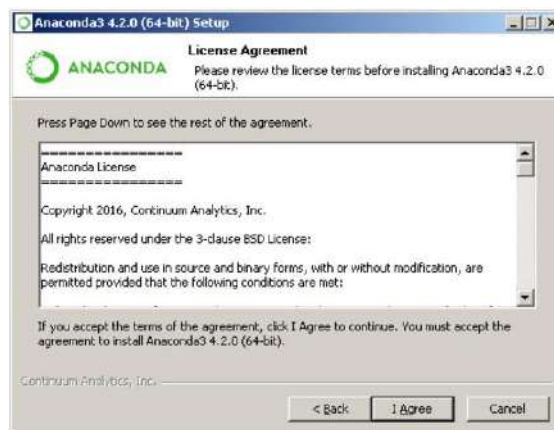 Anaconda3 4.2.0 (64-bit) Setup
ANACONDA
License Agreement
Please review the license terms before installing Anaconda3 4.2.0
(64-bit).
Press Page Down to see the rest of the agreement.
================
Anaconda License
================
Copyright 2016, Continuum Analytics, Inc.
All rights reserved under the 3-clause BSD License:
Redistribution and use in source and binary forms, with or without modification, are
permitted provided that the following conditions are met:
If you accept the terms of the agreement, click I Agree to continue. You must accept the
agreement to install Anaconda3 4.2.0 (64-bit).
Continuum Analytics, Inc.
< Back I Agree Cancel